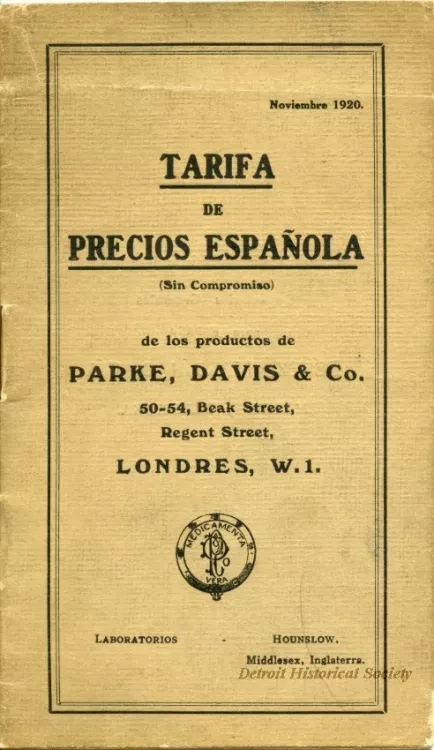 Noviembre 1920.
TARIFA
DE
PRECIOS ESPAÑOLA
(Sin Compromiso)
de los productos de
PARKE, DAVIS & Co.
50-54, Beak Street,
Regent Street,
LONDRES, W.1.
MEDICAMENTA
VERA
LABORATORIOS - HOUNSLOW.
Middlesex, Inglaterra.
Detroit Historical Society